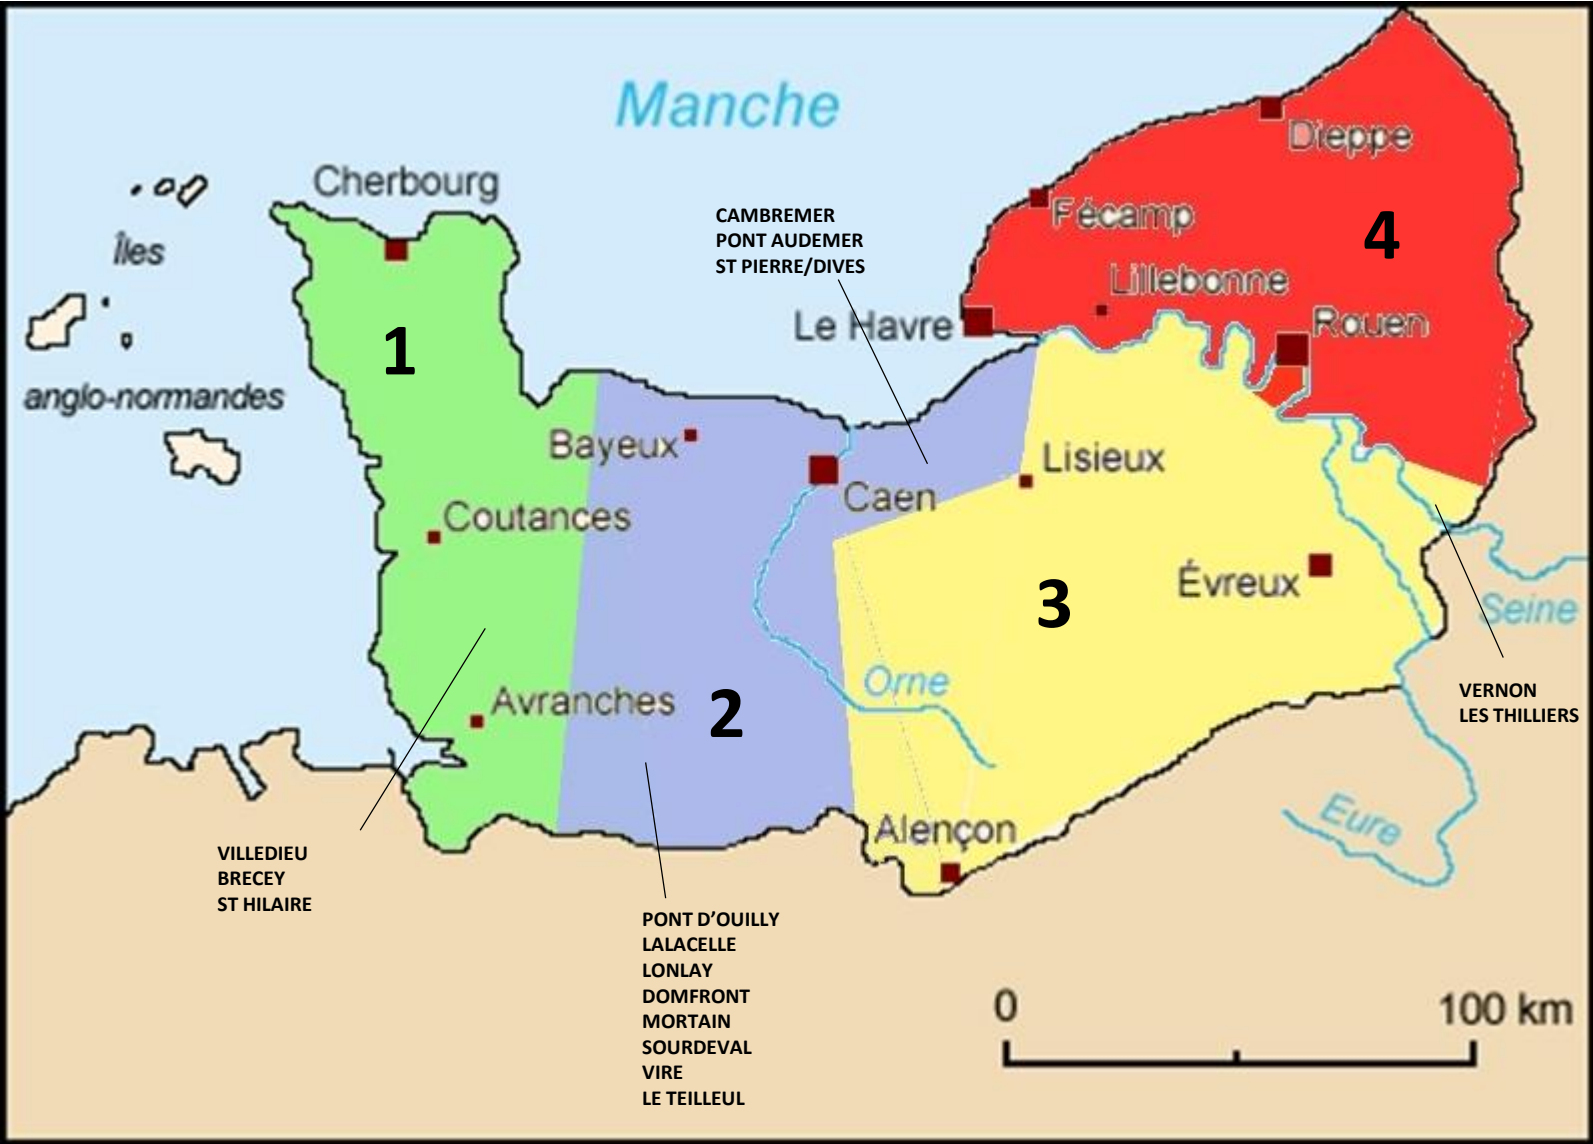 Manche
Cherbourg
Îles
anglo-normandes
1
Coutances
Avranches
VILLEDIEU
BRECEY
ST HILAIRE
Bayeux
Caen
2
CAMBREMER
PONT AUDEMER
ST PIERRE/DIVES
PONT D'OUILLY
LALACELLE
LONLAY
DOMFRONT
MORTAIN
SOURDEVAL
VIRE
LE TEILLEUL
Dieppe
Fécamp
4
Lillebonne
Le Havre
Rouen
Lisieux
3
Évreux
Orne
Alençon
Seine
VERNON
LES THILLIERS
Eure
0 100 km